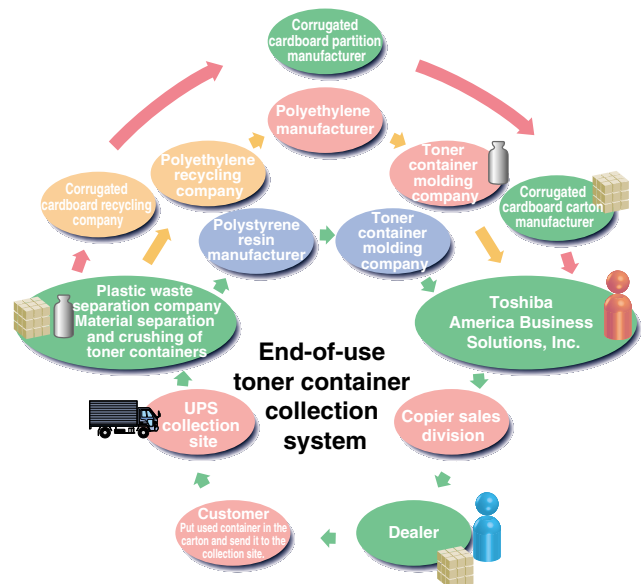 Corrugated
cardboard partition
manufacturer
Polyethylene
manufacturer
Polyethylene
recycling
company
Toner
container
molding
company
Corrugated
cardboard recycling
company
Corrugated
cardboard carton
manufacturer
Polystyrene
resin
manufacturer
Toner
container
molding
company
Plastic waste
separation company
Material separation
and crushing of
toner containers
Toshiba
America Business
Solutions, Inc.
End-of-use
toner container
collection
system
UPS
collection
site
Copier sales
division
Customer
Put used container in the
carton and send it to the
collection site.
Dealer